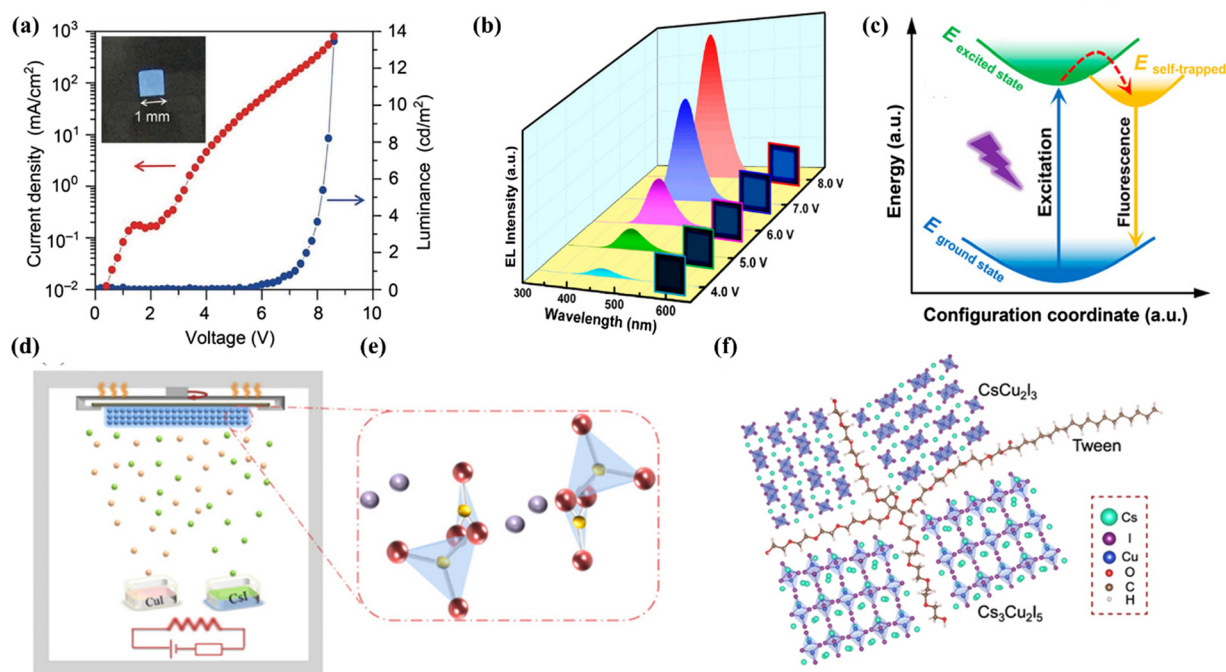 (a)
10³
10²
10¹
10⁰
10⁻¹
10⁻²
Current density (mA/cm²)
14
12
10
8
6
4
2
0
Luminance (cd/m²)
0 2 4 6 8 10
Voltage (V)
1 mm
(b)
EL Intensity (a.u.)
300 400 500 600
Wavelength (nm)
4.0 V
5.0 V
6.0 V
7.0 V
8.0 V
(c)
E excited state
E self-trapped
Energy (a.u.)
Excitation
Fluorescence
E ground state
Configuration coordinate (a.u.)
(d)
CuI
CsI
(e)
(f)
CsCu₂I₃
Tween
Cs₃Cu₂I₅
Cs
I
Cu
O
C
H